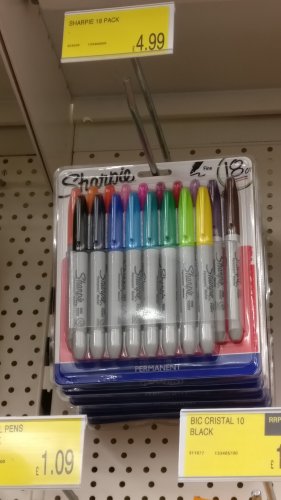 SHARPIE 18 PACK
£ 4.99
Sharpie
Fine
18
PERMANENT
L PENS
£ 1.09
BIC CRISTAL 10
BLACK
RRP